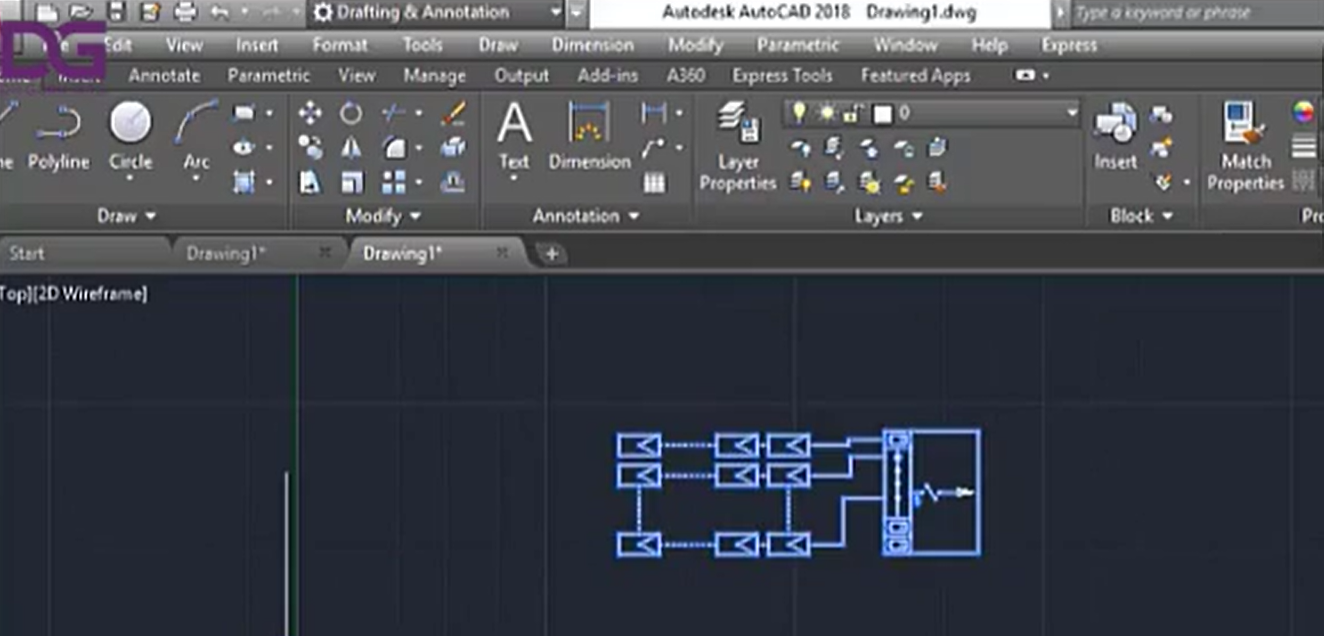 Drafting & Annotation Autodesk AutoCAD 2018 Drawing1.dwg Type a keyword or phrase
DG
Edit View Insert Format Tools Draw Dimension Modify Parametric Window Help Express
Annotate Parametric View Manage Output Add-ins A360 Express Tools Featured Apps
0
Polyline Circle Arc Text Dimension Layer Properties Insert Match Properties
Draw Modify Annotation Layers Block
Start Drawing1* Drawing1*
Top][2D Wireframe]